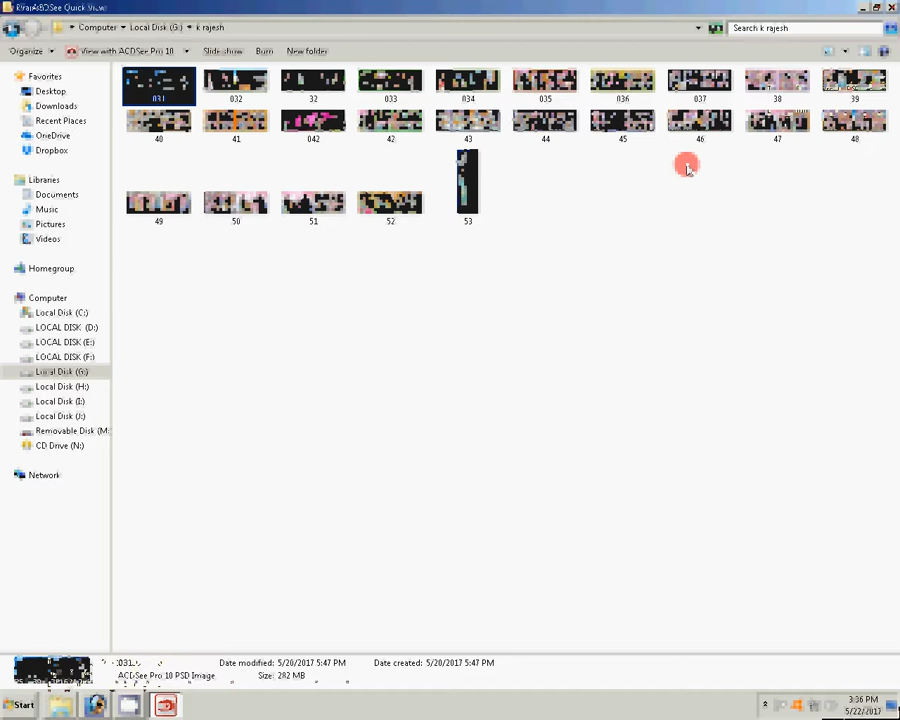 ACDSee Quick View
Computer Local Disk (G:) k rajesh
Search k rajesh
Organize View with ACDSee Pro 10 Slide show Burn New folder
Favorites
Desktop
Downloads
Recent Places
OneDrive
Dropbox
Libraries
Documents
Music
Pictures
Videos
Homegroup
Computer
Local Disk (C:)
LOCAL DISK (D:)
LOCAL DISK (E:)
LOCAL DISK (F:)
Local Disk (G:)
Local Disk (H:)
Local Disk (I:)
Local Disk (J:)
Removable Disk (M:
CD Drive (N:)
Network
031 032 32 033 034 035 036 037 38 39
40 41 042 42 43 44 45 46 47 48
49 50 51 52 53
031 Date modified: 5/20/2017 5:47 PM Date created: 5/20/2017 5:47 PM
ACDSee Pro 10 PSD Image Size: 282 MB
Start
3:36 PM
5/22/2017